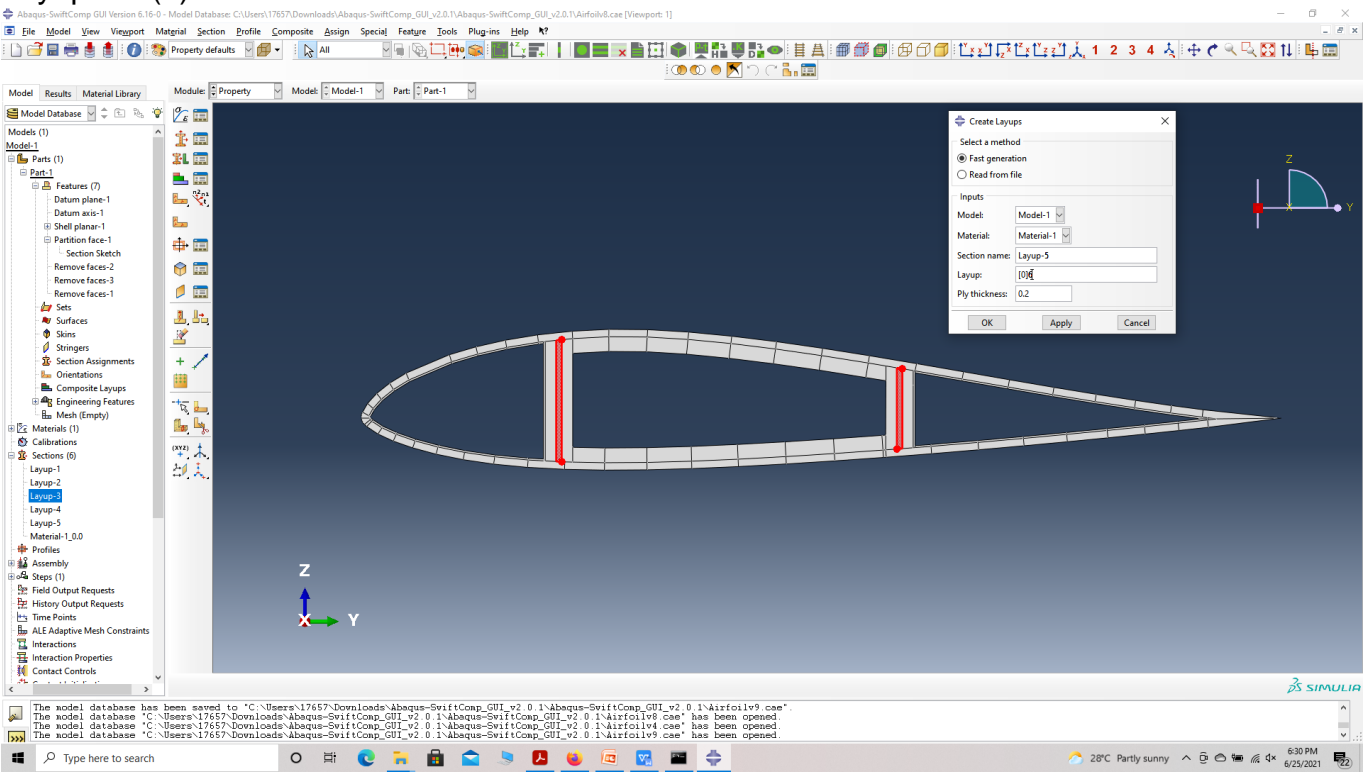 Abaqus-SwiftComp GUI Version 6.16-0 - Model Database: C:\Users\17657\Downloads\Abaqus-SwiftComp_GUI_v2.0.1\Abaqus-SwiftComp_GUI_v2.0.1\Airfoilv8.cae [Viewport: 1]
File Model View Viewport Material Section Profile Composite Assign Special Feature Tools Plug-ins Help
Property defaults All 1 2 3 4
Model Results Material Library Module: Property Model: Model-1 Part: Part-1
Model Database
Models (1)
Model-1
Parts (1)
Part-1
Features (7)
Datum plane-1
Datum axis-1
Shell planar-1
Partition face-1
Section Sketch
Remove faces-2
Remove faces-3
Remove faces-1
Sets
Surfaces
Skins
Stringers
Section Assignments
Orientations
Composite Layups
Engineering Features
Mesh (Empty)
Materials (1)
Calibrations
Sections (6)
Layup-1
Layup-2
Layup-3
Layup-4
Layup-5
Material-1_0.0
Profiles
Assembly
Steps (1)
Field Output Requests
History Output Requests
Time Points
ALE Adaptive Mesh Constraints
Interactions
Interaction Properties
Contact Controls
Create Layups
Select a method
Fast generation
Read from file
Inputs
Model: Model-1
Material: Material-1
Section name: Layup-5
Layup: [0]6
Ply thickness: 0.2
OK Apply Cancel
Z
X Y
Z
X Y
SIMULIA
The model database has been saved to "C:\Users\17657\Downloads\Abaqus-SwiftComp_GUI_v2.0.1\Abaqus-SwiftComp_GUI_v2.0.1\Airfoilv9.cae".
The model database "C:\Users\17657\Downloads\Abaqus-SwiftComp_GUI_v2.0.1\Abaqus-SwiftComp_GUI_v2.0.1\Airfoilv8.cae" has been opened.
The model database "C:\Users\17657\Downloads\Abaqus-SwiftComp_GUI_v2.0.1\Abaqus-SwiftComp_GUI_v2.0.1\Airfoilv4.cae" has been opened.
The model database "C:\Users\17657\Downloads\Abaqus-SwiftComp_GUI_v2.0.1\Abaqus-SwiftComp_GUI_v2.0.1\Airfoilv9.cae" has been opened.
Type here to search
28°C Partly sunny
6:30 PM
6/25/2021
22